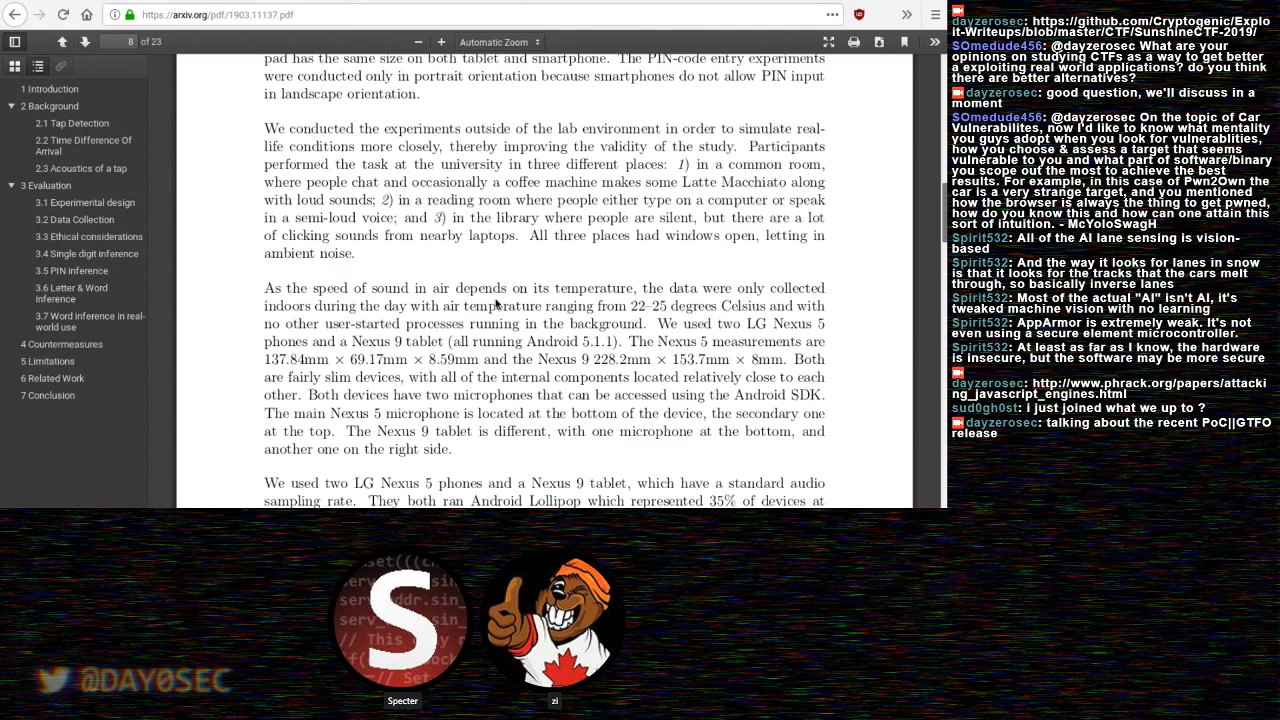 https://arxiv.org/pdf/1903.11137.pdf
8 of 23
Automatic Zoom
1 Introduction
2 Background
2.1 Tap Detection
2.2 Time Difference Of
Arrival
2.3 Acoustics of a tap
3 Evaluation
3.1 Experimental design
3.2 Data Collection
3.3 Ethical considerations
3.4 Single digit inference
3.5 PIN inference
3.6 Letter & Word
Inference
3.7 Word inference in real-
world use
4 Countermeasures
5 Limitations
6 Related Work
7 Conclusion
pad has the same size on both tablet and smartphone. The PIN-code entry experiments
were conducted only in portrait orientation because smartphones do not allow PIN input
in landscape orientation.
We conducted the experiments outside of the lab environment in order to simulate real-
life conditions more closely, thereby improving the validity of the study. Participants
performed the task at the university in three different places: 1) in a common room,
where people chat and occasionally a coffee machine makes some Latte Macchiato along
with loud sounds; 2) in a reading room where people either type on a computer or speak
in a semi-loud voice; and 3) in the library where people are silent, but there are a lot
of clicking sounds from nearby laptops. All three places had windows open, letting in
ambient noise.
As the speed of sound in air depends on its temperature, the data were only collected
indoors during the day with air temperature ranging from 22–25 degrees Celsius and with
no other user-started processes running in the background. We used two LG Nexus 5
phones and a Nexus 9 tablet (all running Android 5.1.1). The Nexus 5 measurements are
137.84mm × 69.17mm × 8.59mm and the Nexus 9 228.2mm × 153.7mm × 8mm. Both
are fairly slim devices, with all of the internal components located relatively close to each
other. Both devices have two microphones that can be accessed using the Android SDK.
The main Nexus 5 microphone is located at the bottom of the device, the secondary one
at the top. The Nexus 9 tablet is different, with one microphone at the bottom, and
another one on the right side.
We used two LG Nexus 5 phones and a Nexus 9 tablet, which have a standard audio
sampling rate. They both ran Android Lollipop which represented 35% of devices at
dayzerosec: https://github.com/Cryptogenic/Explo
it-Writeups/blob/master/CTF/SunshineCTF-2019/
SOmedude456: @dayzerosec What are your
opinions on studying CTFs as a way to get better
a exploiting real world applications? do you think
there are better alternatives?
dayzerosec: good question, we'll discuss in a
moment
SOmedude456: @dayzerosec On the topic of Car
Vulnerabilites, now I'd like to know what mentality
you guys adopt when you look for vulnerablities,
how you choose & assess a target that seems
vulnerable to you and what part of software/binary
you scope out the most to achieve the best
results. For example, in this case of Pwn2Own the
car is a very strange target, and you mentioned
how the browser is always the thing to get pwned,
how do you know this and how can one attain this
sort of intuition. - McYoloSwagH
Spirit532: All of the AI lane sensing is vision-
based
Spirit532: And the way it looks for lanes in snow
is that it looks for the tracks that the cars melt
through, so basically inverse lanes
Spirit532: Most of the actual "AI" isn't AI, it's
tweaked machine vision with no learning
Spirit532: AppArmor is extremely weak. It's not
even using a secure element microcontroller.
Spirit532: At least as far as I know, the hardware
is insecure, but the software may be more secure
dayzerosec: http://www.phrack.org/papers/attacki
ng_javascript_engines.html
sud0gh0st: i just joined what we up to ?
dayzerosec: talking about the recent PoC||GTFO
release
S
@DAY0SEC
Specter
zi